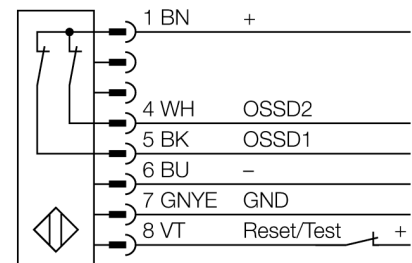 1 BN +
4 WH OSSD2
5 BK OSSD1
6 BU –
7 GNYE GND
8 VT Reset/Test +